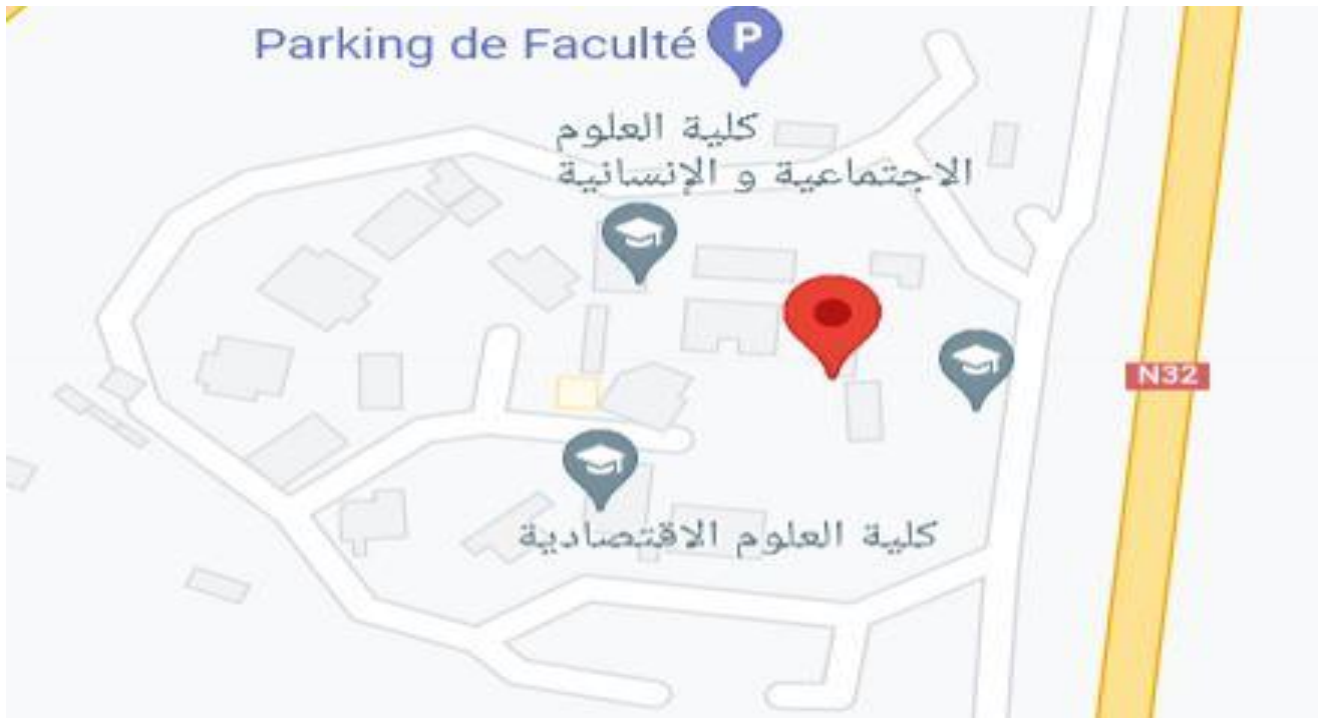 Parking de Faculté
P
كلية العلوم
الاجتماعية و الإنسانية
N32
كلية العلوم الاقتصادية